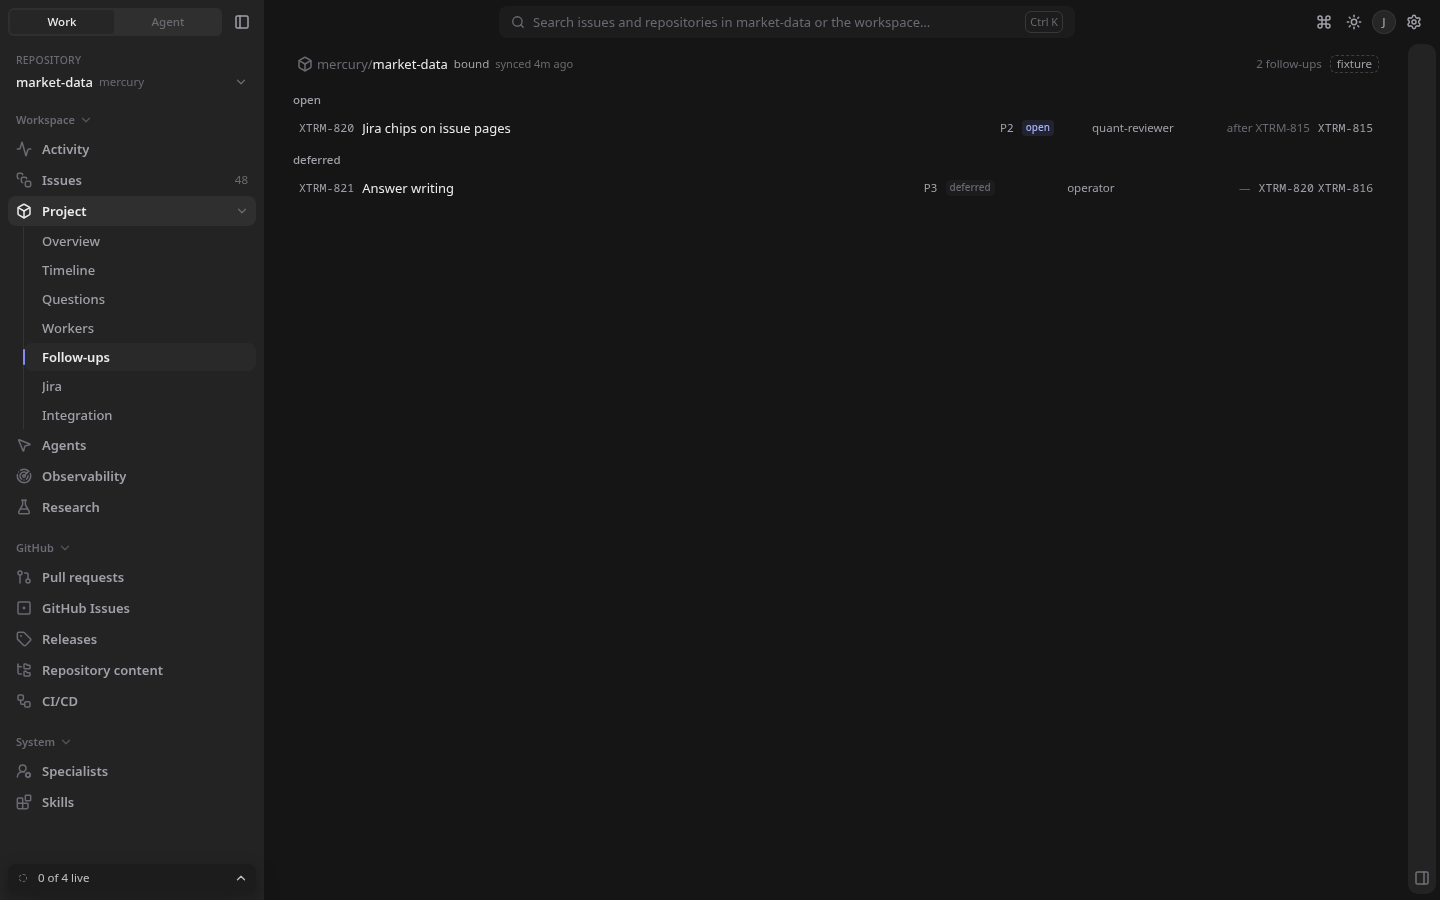 Work
Agent
Search issues and repositories in market-data or the workspace...
Ctrl K
J
REPOSITORY
market-data mercury
Workspace
Activity
Issues 48
Project
Overview
Timeline
Questions
Workers
Follow-ups
Jira
Integration
Agents
Observability
Research
GitHub
Pull requests
GitHub Issues
Releases
Repository content
CI/CD
System
Specialists
Skills
0 of 4 live
mercury/market-data bound synced 4m ago 2 follow-ups fixture
open
XTRM-820 Jira chips on issue pages P2 open quant-reviewer after XTRM-815 XTRM-815
deferred
XTRM-821 Answer writing P3 deferred operator — XTRM-820 XTRM-816